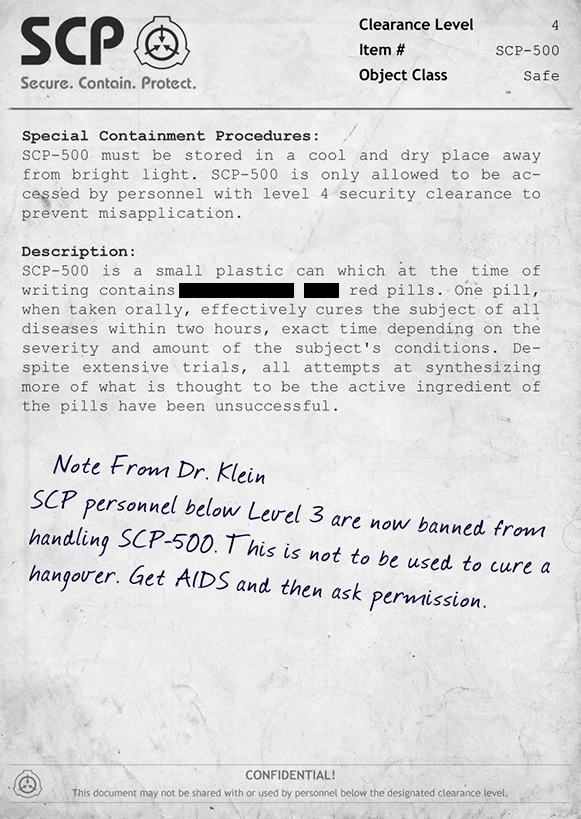 SCP
Secure. Contain. Protect.
Clearance Level 4
Item # SCP-500
Object Class Safe
Special Containment Procedures:
SCP-500 must be stored in a cool and dry place away
from bright light. SCP-500 is only allowed to be ac-
cessed by personnel with level 4 security clearance to
prevent misapplication.
Description:
SCP-500 is a small plastic can which at the time of
writing contains red pills. One pill,
when taken orally, effectively cures the subject of all
diseases within two hours, exact time depending on the
severity and amount of the subject's conditions. De-
spite extensive trials, all attempts at synthesizing
more of what is thought to be the active ingredient of
the pills have been unsuccessful.
Note From Dr. Klein
SCP personnel below Level 3 are now banned from
handling SCP-500. This is not to be used to cure a
hangover. Get AIDS and then ask permission.
CONFIDENTIAL!
This document may not be shared with or used by personnel below the designated clearance level.